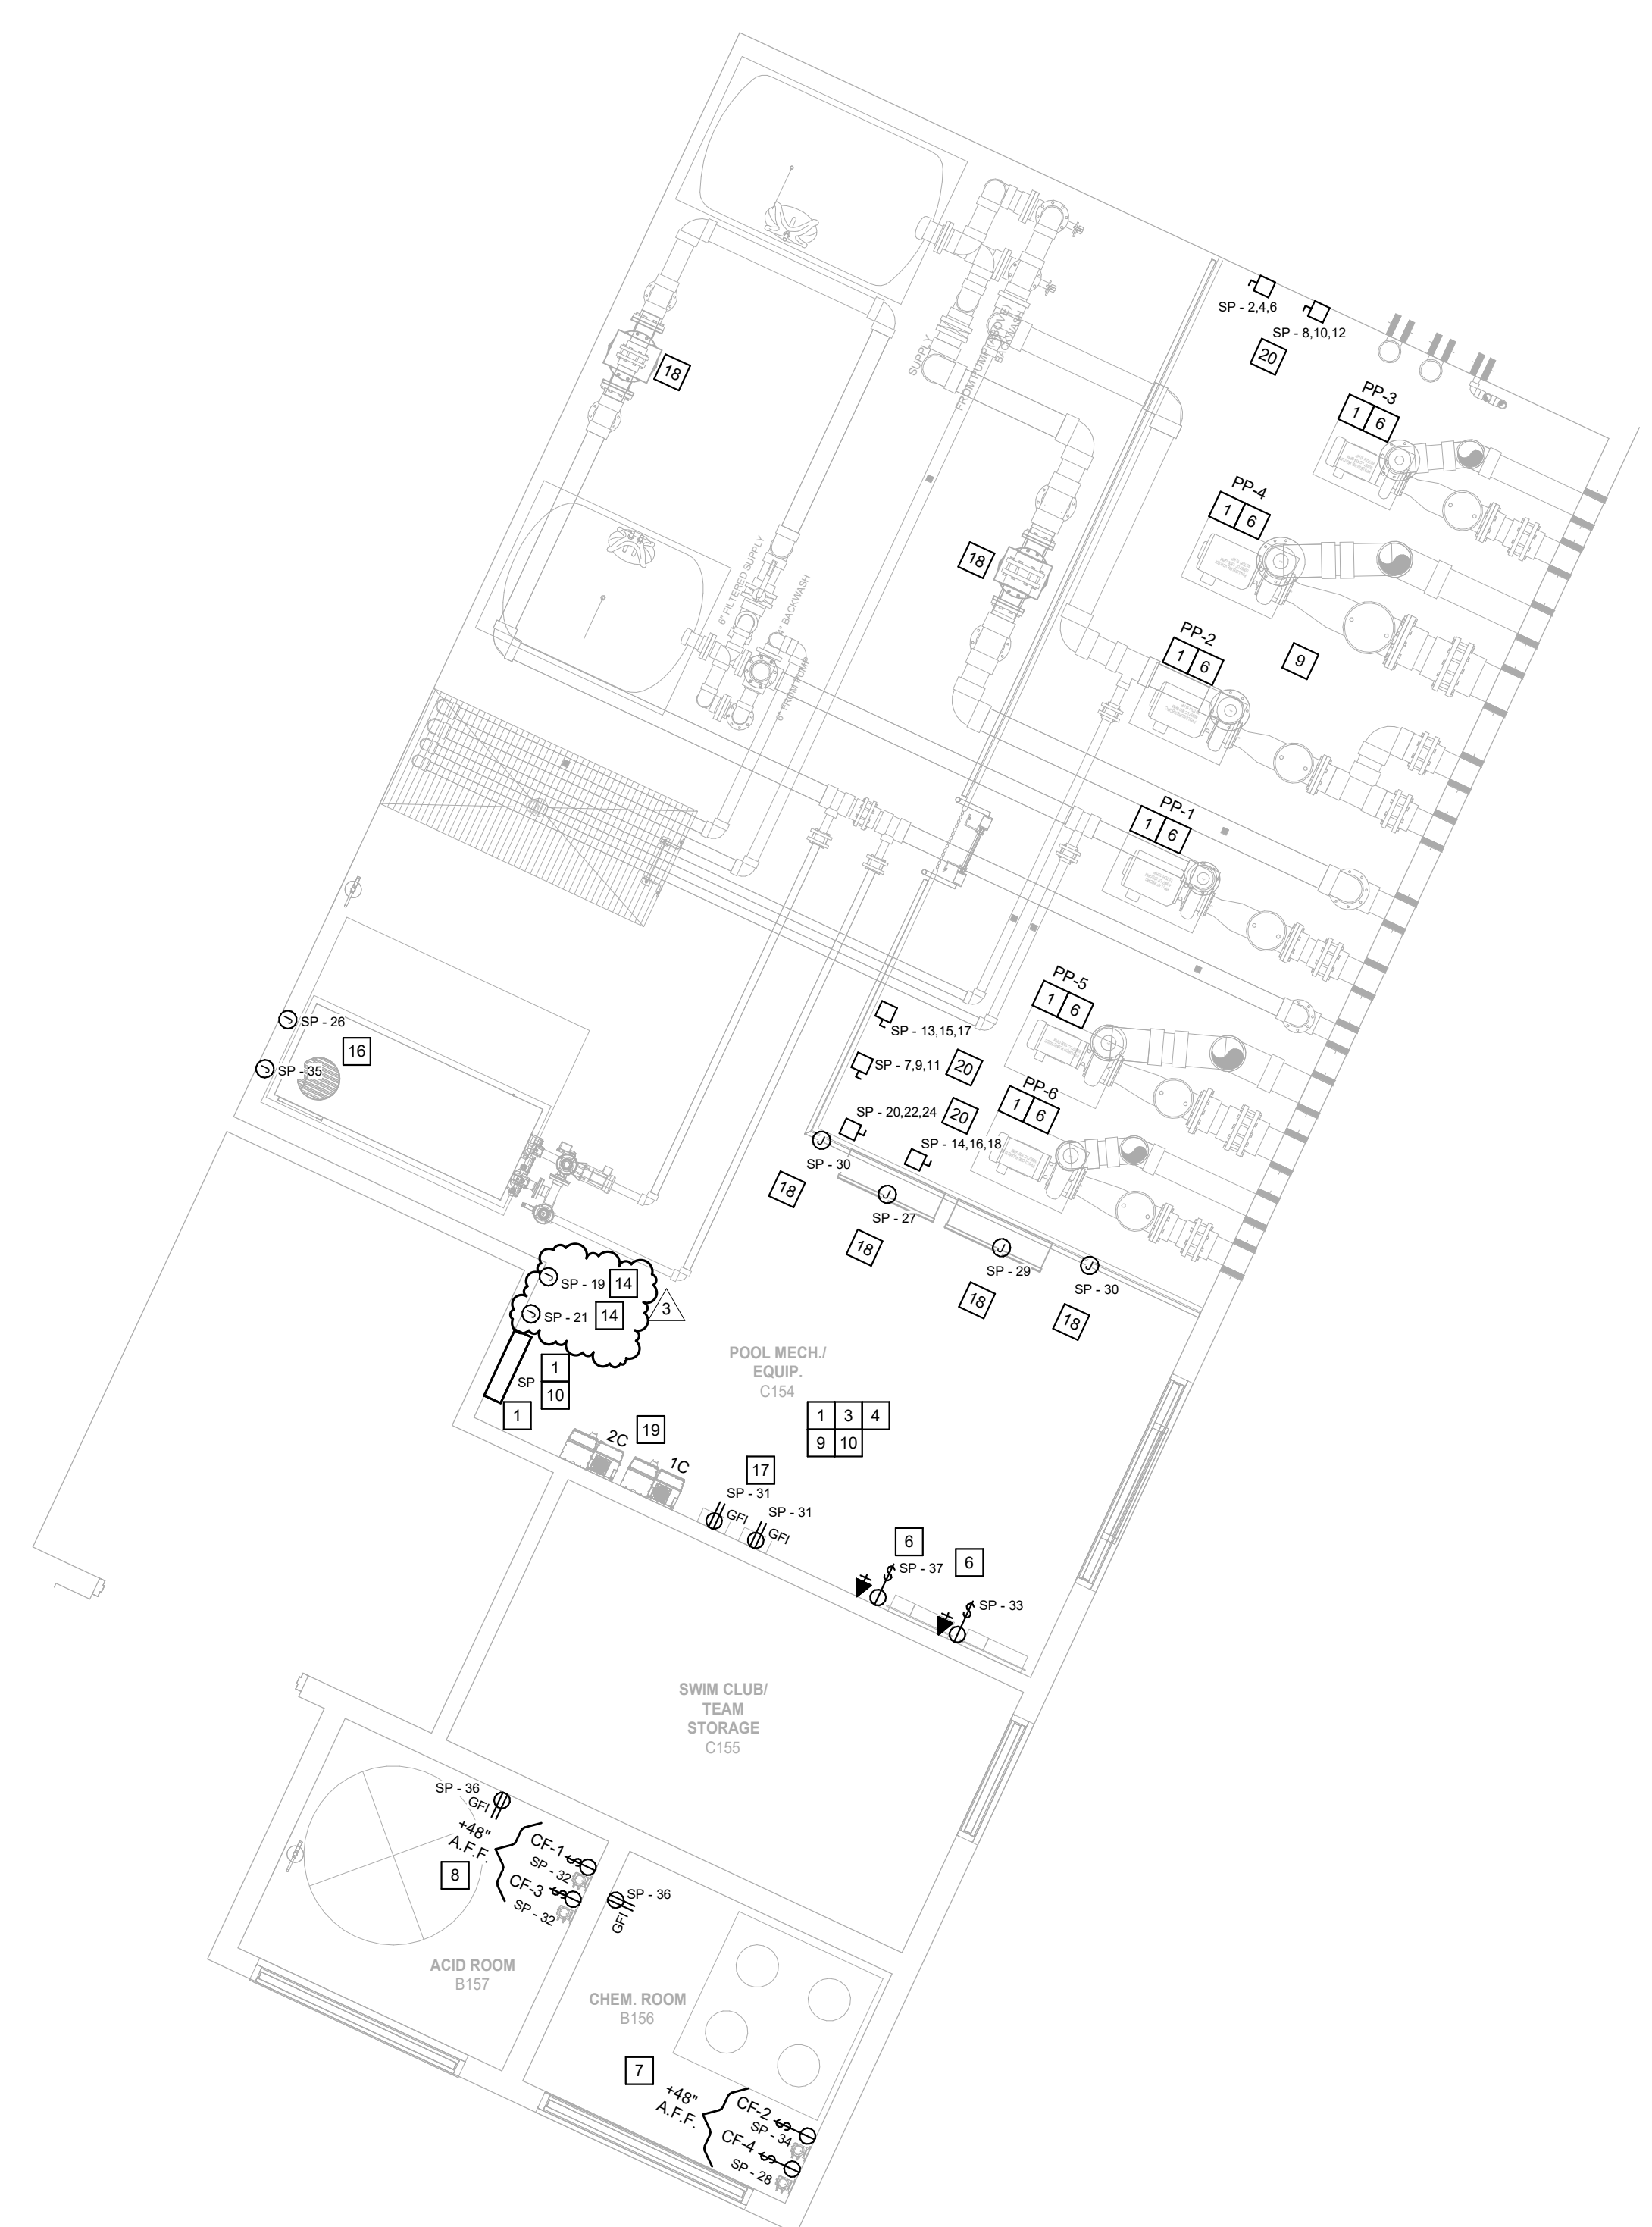 SP - 2,4,6
SP - 8,10,12
20
18
SUPPLY
FROM PUMP (ABOVE)
BACKWASH
PP-3
1 6
PP-4
1 6
18
PP-2
1 6
9
6" FILTERED SUPPLY
4" BACKWASH
6" FROM PUMP
PP-1
1 6
PP-5
1 6
SP - 26
16
SP - 35
SP - 13,15,17
SP - 7,9,11
20
PP-6
1 6
SP - 20,22,24
20
SP - 14,16,18
J
SP - 30
18
J
SP - 27
18
J
SP - 29
18
J
SP - 30
18
J
J
J
SP - 19
14
J
SP - 21
14
3
SP
1
10
1
POOL MECH./
EQUIP.
C154
1 3 4
9 10
2C
19
1C
17
SP - 31
GFI
SP - 31
GFI
6
SP - 37
6
SP - 33
SWIM CLUB/
TEAM
STORAGE
C155
SP - 36
GFI
+48"
A.F.F.
8
CF-1
SP - 32
CF-3
SP - 32
SP - 36
GFI
ACID ROOM
B157
CHEM. ROOM
B156
7
+48"
A.F.F.
CF-2
SP - 34
CF-4
SP - 28